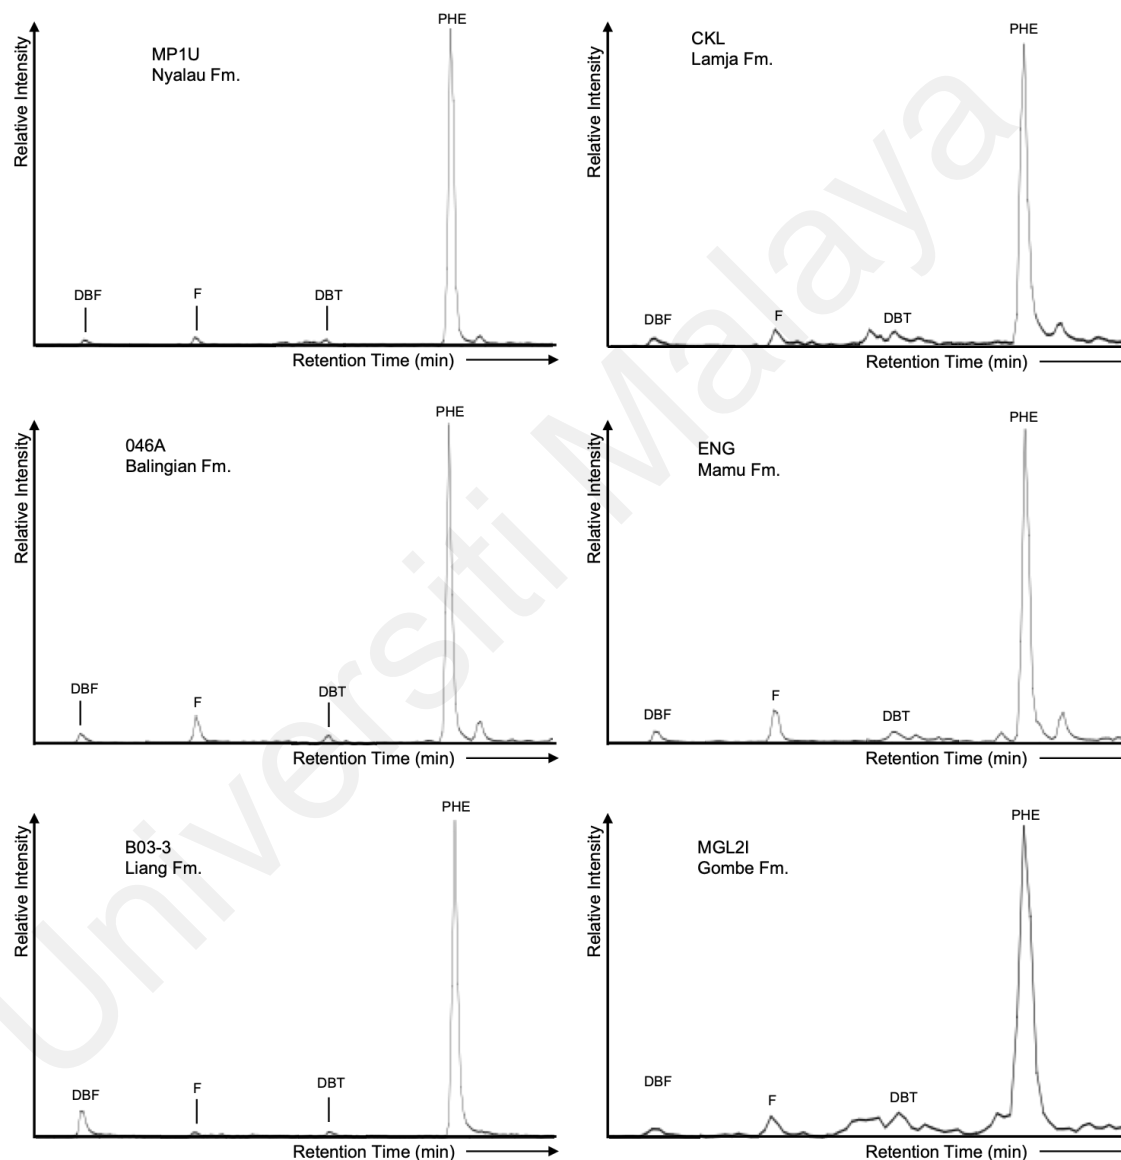 PHE
MP1U
Nyalau Fm.
DBF
F
DBT
Relative Intensity
Retention Time (min)
PHE
CKL
Lamja Fm.
DBF
F
DBT
Relative Intensity
Retention Time (min)
PHE
046A
Balingian Fm.
DBF
F
DBT
Relative Intensity
Retention Time (min)
PHE
ENG
Mamu Fm.
DBF
F
DBT
Relative Intensity
Retention Time (min)
PHE
B03-3
Liang Fm.
DBF
F
DBT
Relative Intensity
Retention Time (min)
PHE
MGL2I
Gombe Fm.
DBF
F
DBT
Relative Intensity
Retention Time (min)
Universiti Malaya